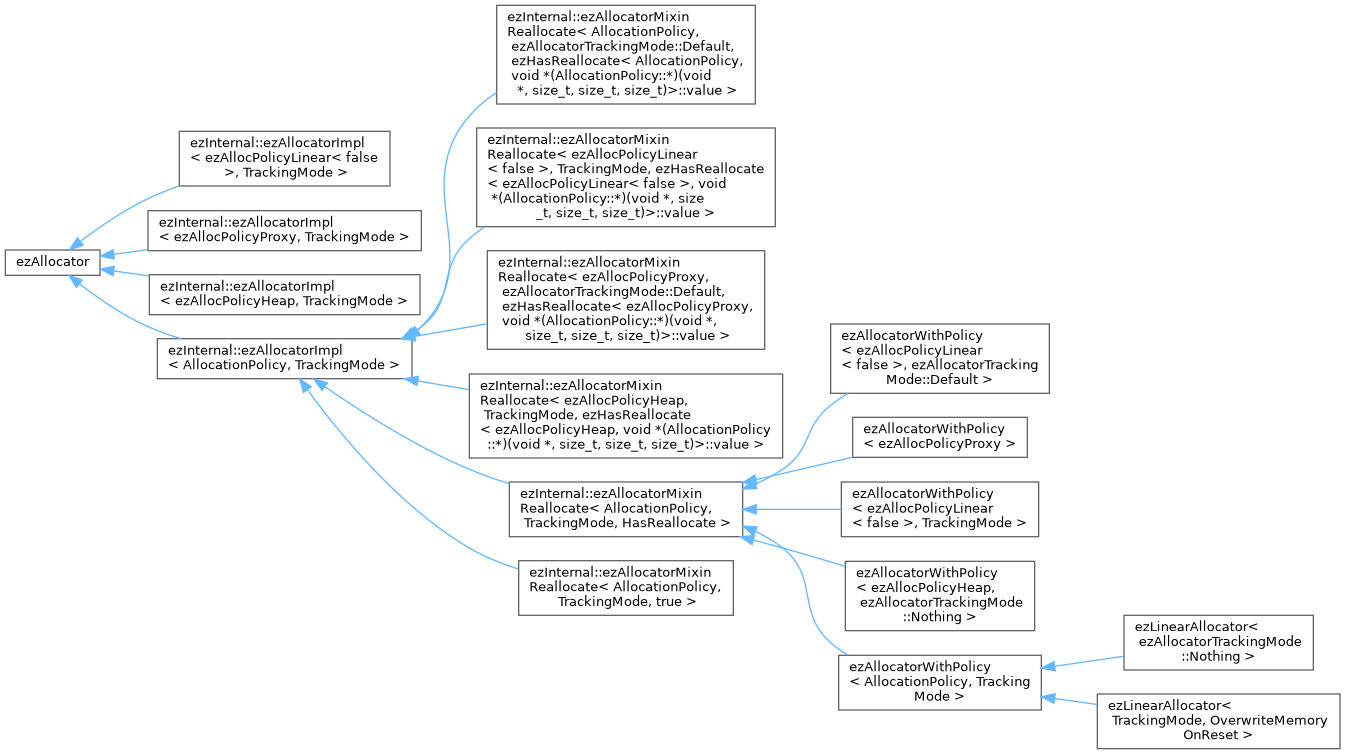 ezAllocator
ezInternal::ezAllocatorImpl
< ezAllocPolicyLinear< false
>, TrackingMode >
ezInternal::ezAllocatorImpl
< ezAllocPolicyProxy, TrackingMode >
ezInternal::ezAllocatorImpl
< ezAllocPolicyHeap, TrackingMode >
ezInternal::ezAllocatorImpl
< AllocationPolicy, TrackingMode >
ezInternal::ezAllocatorMixin
Reallocate< AllocationPolicy,
ezAllocatorTrackingMode::Default,
ezHasReallocate< AllocationPolicy,
void *(AllocationPolicy::*)(void
*, size_t, size_t, size_t)>::value >
ezInternal::ezAllocatorMixin
Reallocate< ezAllocPolicyLinear
< false >, TrackingMode, ezHasReallocate
< ezAllocPolicyLinear< false >, void
*(AllocationPolicy::*)(void *, size
_t, size_t, size_t)>::value >
ezInternal::ezAllocatorMixin
Reallocate< ezAllocPolicyProxy,
ezAllocatorTrackingMode::Default,
ezHasReallocate< ezAllocPolicyProxy,
void *(AllocationPolicy::*)(void *,
size_t, size_t, size_t)>::value >
ezInternal::ezAllocatorMixin
Reallocate< ezAllocPolicyHeap,
TrackingMode, ezHasReallocate
< ezAllocPolicyHeap, void *(AllocationPolicy
::*)(void *, size_t, size_t, size_t)>::value >
ezInternal::ezAllocatorMixin
Reallocate< AllocationPolicy,
TrackingMode, HasReallocate >
ezInternal::ezAllocatorMixin
Reallocate< AllocationPolicy,
TrackingMode, true >
ezAllocatorWithPolicy
< ezAllocPolicyLinear
< false >, ezAllocatorTracking
Mode::Default >
ezAllocatorWithPolicy
< ezAllocPolicyProxy >
ezAllocatorWithPolicy
< ezAllocPolicyLinear
< false >, TrackingMode >
ezAllocatorWithPolicy
< ezAllocPolicyHeap,
ezAllocatorTrackingMode
::Nothing >
ezAllocatorWithPolicy
< AllocationPolicy, Tracking
Mode >
ezLinearAllocator<
ezAllocatorTrackingMode
::Nothing >
ezLinearAllocator<
TrackingMode, OverwriteMemory
OnReset >